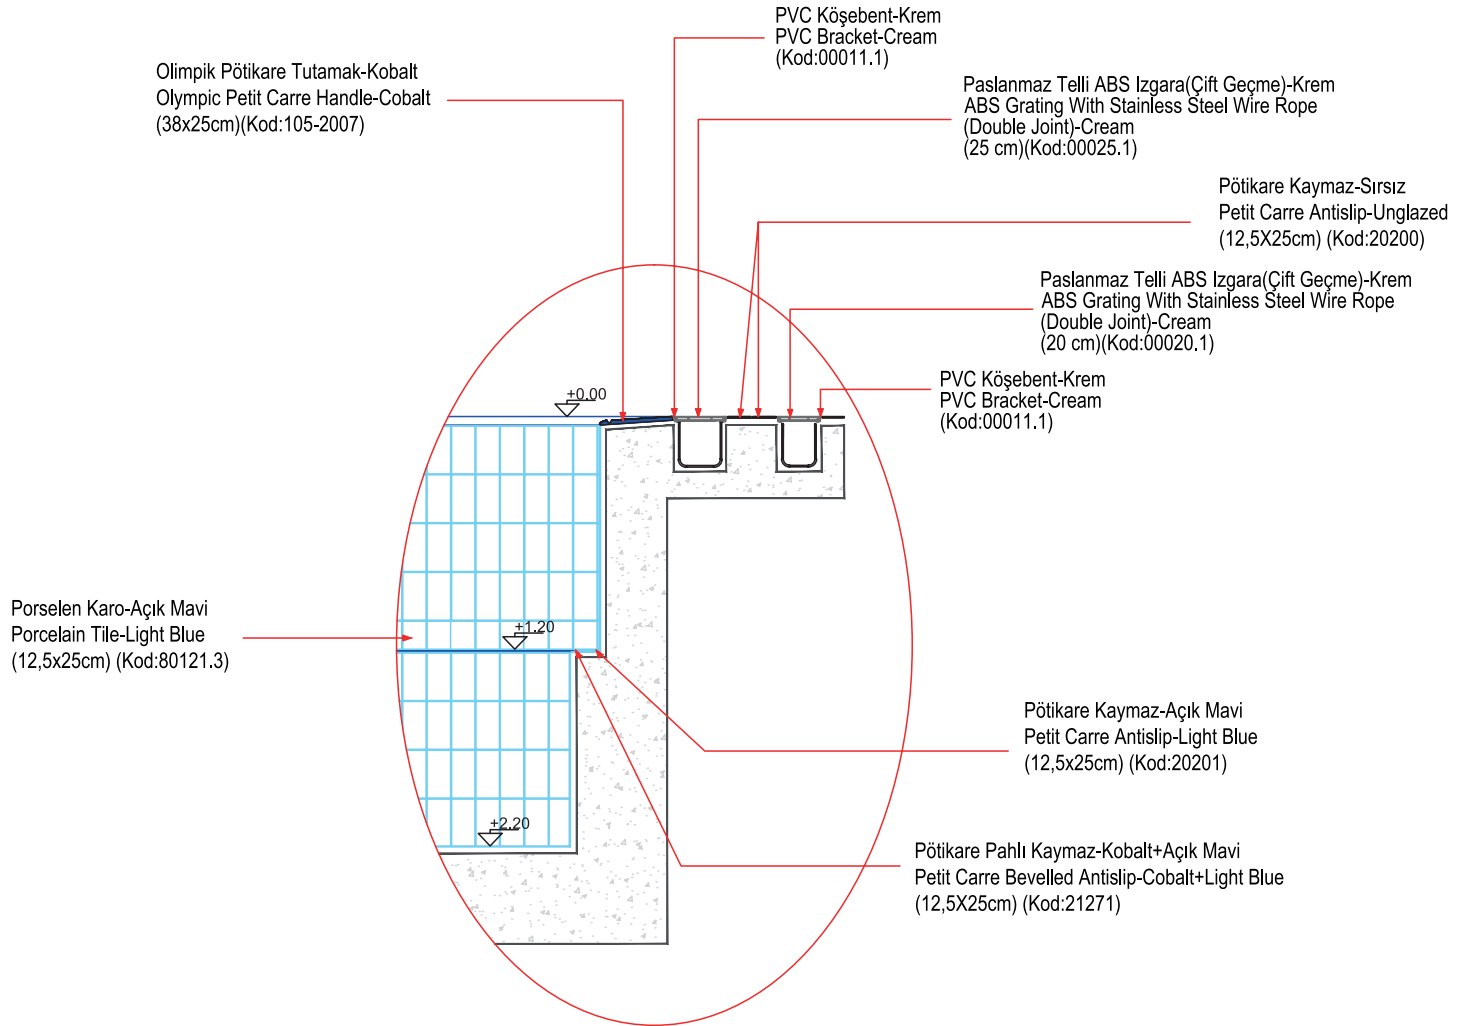 PVC Köşebent-Krem
PVC Bracket-Cream
(Kod:00011.1)
Olimpik Pötikare Tutamak-Kobalt
Olympic Petit Carre Handle-Cobalt
(38x25cm)(Kod:105-2007)
Paslanmaz Telli ABS Izgara(Çift Geçme)-Krem
ABS Grating With Stainless Steel Wire Rope
(Double Joint)-Cream
(25 cm)(Kod:00025.1)
Pötikare Kaymaz-Sırsız
Petit Carre Antislip-Unglazed
(12,5X25cm) (Kod:20200)
Paslanmaz Telli ABS Izgara(Çift Geçme)-Krem
ABS Grating With Stainless Steel Wire Rope
(Double Joint)-Cream
(20 cm)(Kod:00020.1)
PVC Köşebent-Krem
PVC Bracket-Cream
(Kod:00011.1)
+0.00
Porselen Karo-Açık Mavi
Porcelain Tile-Light Blue
(12,5x25cm) (Kod:80121.3)
+1.20
Pötikare Kaymaz-Açık Mavi
Petit Carre Antislip-Light Blue
(12,5x25cm) (Kod:20201)
+2.20
Pötikare Pahlı Kaymaz-Kobalt+Açık Mavi
Petit Carre Bevelled Antislip-Cobalt+Light Blue
(12,5X25cm) (Kod:21271)